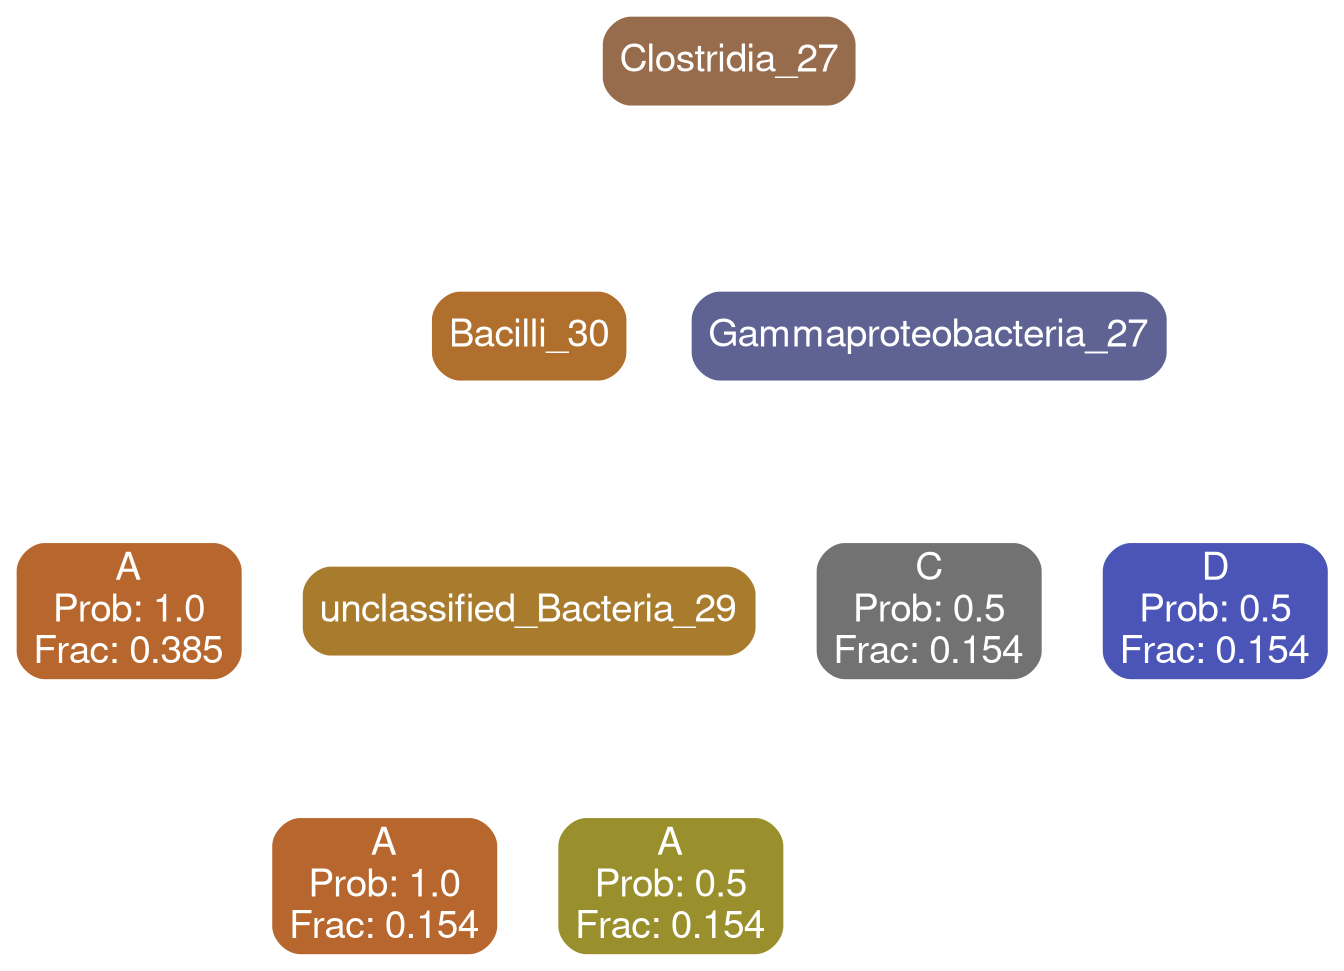 Clostridia_27
Bacilli_30
Gammaproteobacteria_27
A
Prob: 1.0
Frac: 0.385
unclassified_Bacteria_29
C
Prob: 0.5
Frac: 0.154
D
Prob: 0.5
Frac: 0.154
A
Prob: 1.0
Frac: 0.154
A
Prob: 0.5
Frac: 0.154